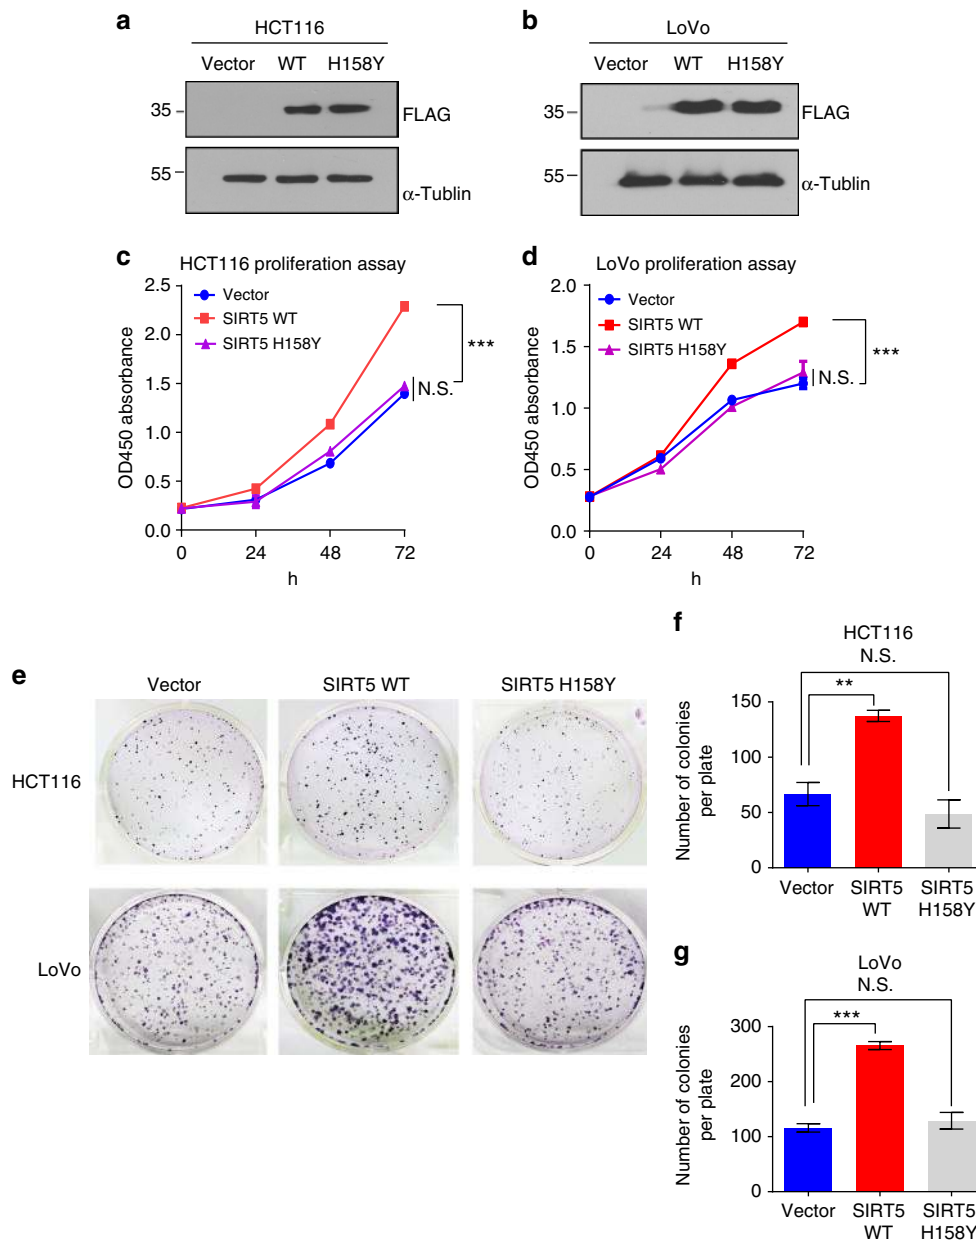 a
HCT116
Vector WT H158Y
35
FLAG
55
α-Tublin
b
LoVo
Vector WT H158Y
35
FLAG
55
α-Tublin
c
HCT116 proliferation assay
Vector
SIRT5 WT
SIRT5 H158Y
OD450 absorbance
2.5
2.0
1.5
1.0
0.5
0.0
0 24 48 72
h
***
N.S.
d
LoVo proliferation assay
Vector
SIRT5 WT
SIRT5 H158Y
OD450 absorbance
2.0
1.5
1.0
0.5
0.0
0 24 48 72
h
***
N.S.
e
Vector SIRT5 WT SIRT5 H158Y
HCT116
LoVo
f
HCT116
N.S.
**
Number of colonies
per plate
150
100
50
0
Vector SIRT5 SIRT5
WT H158Y
g
LoVo
N.S.
***
Number of colonies
per plate
300
200
100
0
Vector SIRT5 SIRT5
WT H158Y